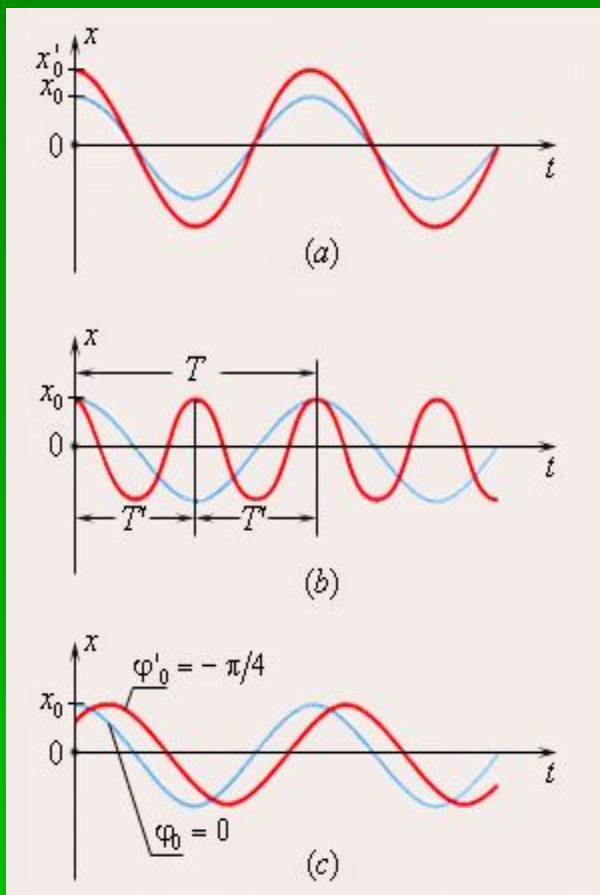 x
x'₀
x₀
0
t
(a)
x
T
x₀
0
t
T' T'
(b)
x
φ'₀ = − π/4
x₀
0
t
φ₀ = 0
(c)